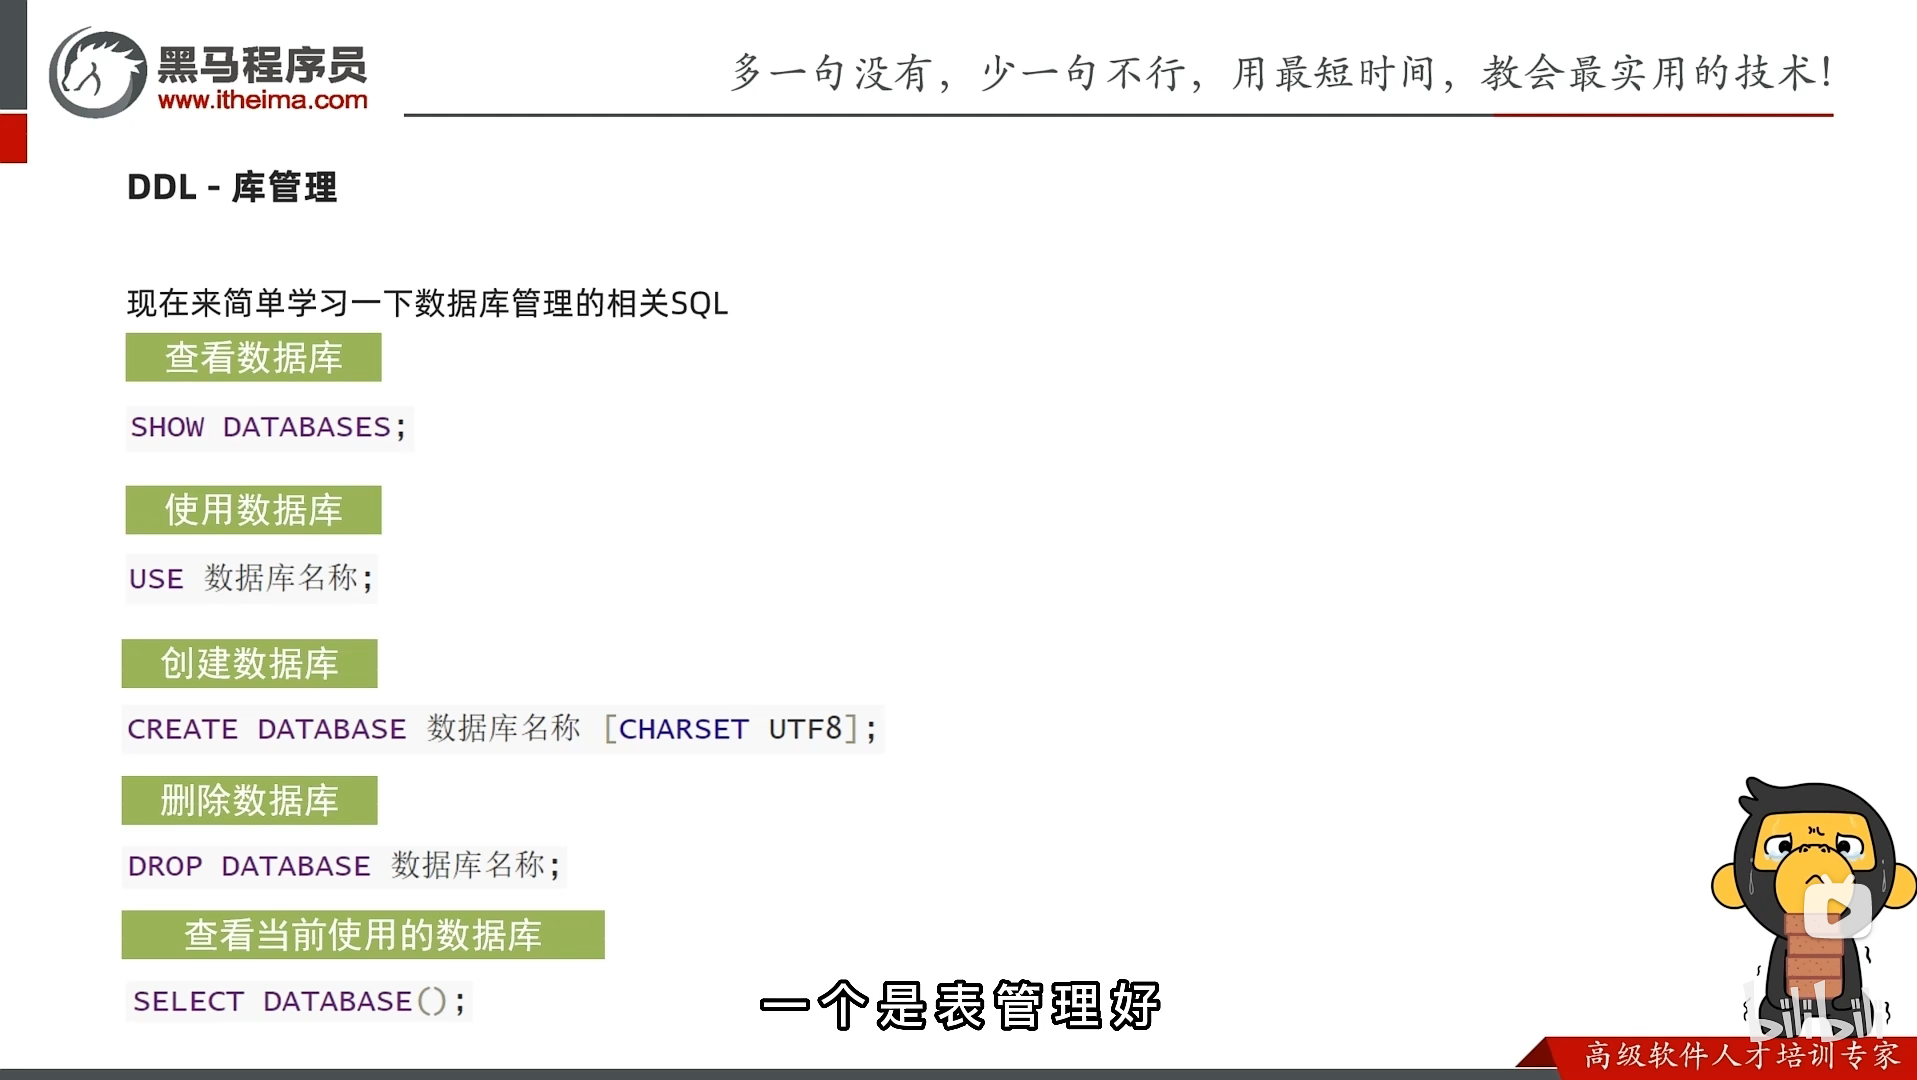 黑马程序员
www.itheima.com
多一句没有，少一句不行，用最短时间，教会最实用的技术！
DDL - 库管理
现在来简单学习一下数据库管理的相关SQL
查看数据库
SHOW DATABASES;
使用数据库
USE 数据库名称;
创建数据库
CREATE DATABASE 数据库名称 [CHARSET UTF8];
删除数据库
DROP DATABASE 数据库名称;
查看当前使用的数据库
SELECT DATABASE();
一个是表管理好
bilibili
高级软件人才培训专家